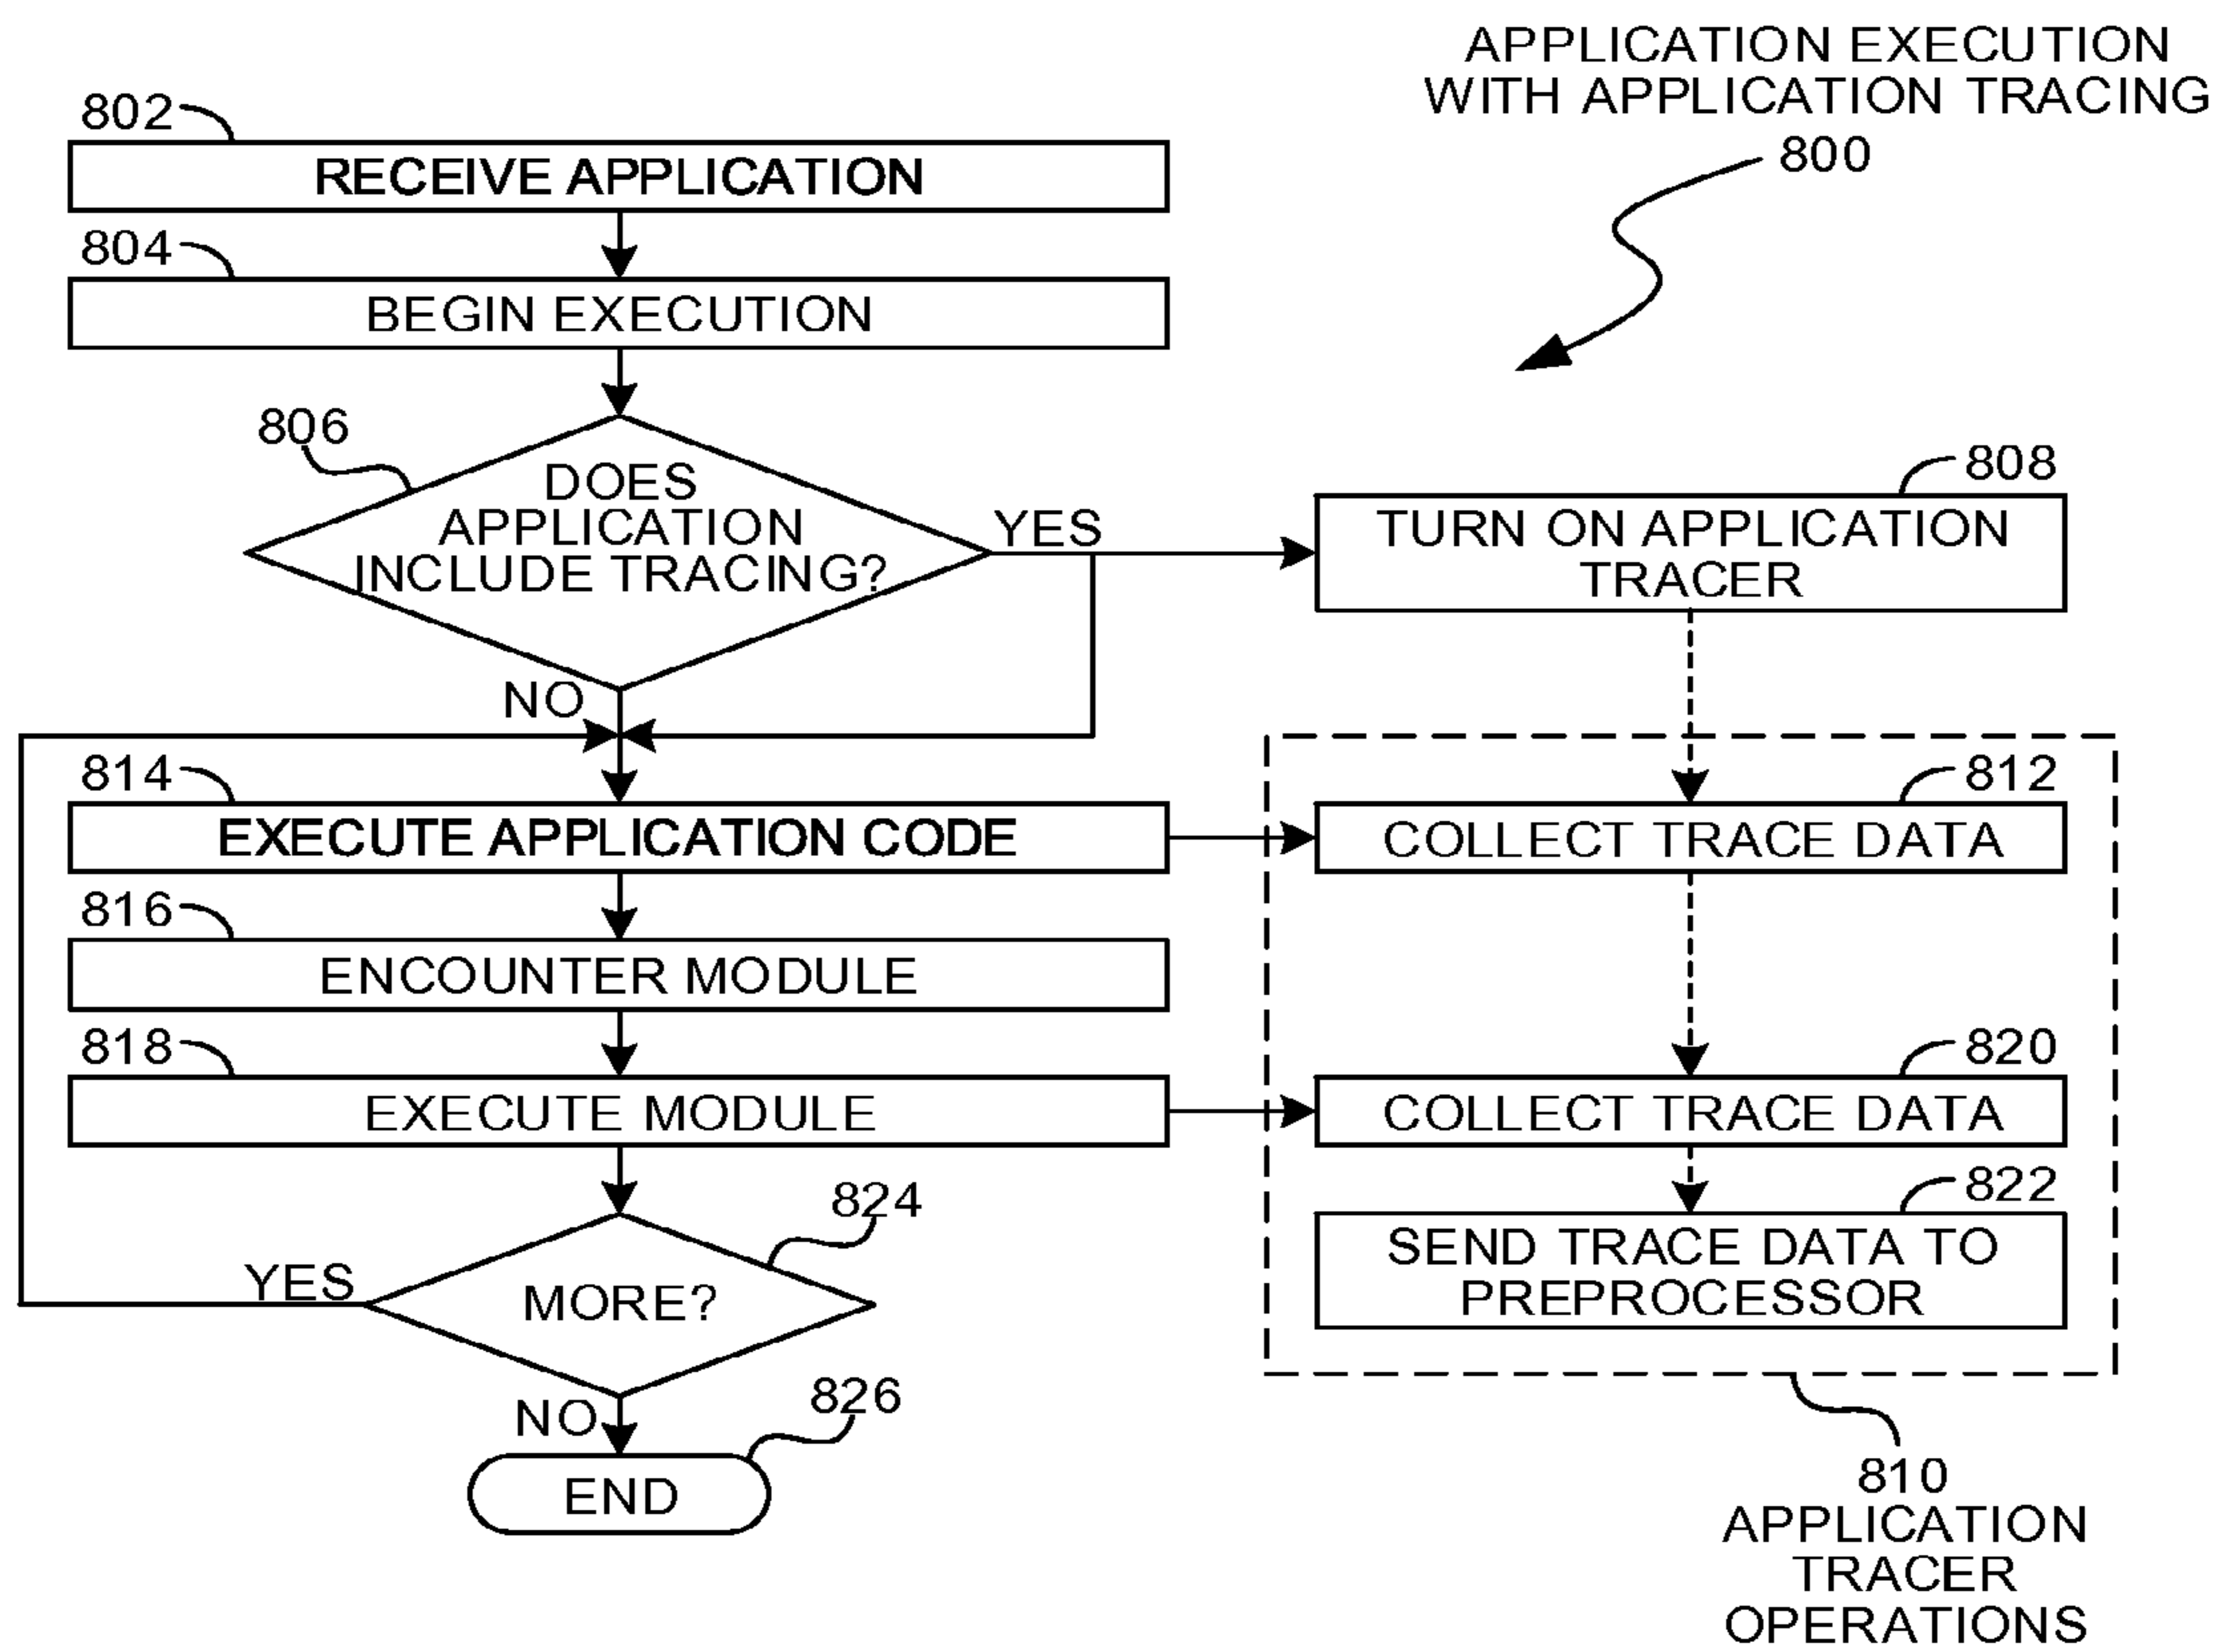 APPLICATION EXECUTION
WITH APPLICATION TRACING
800
802
RECEIVE APPLICATION
804
BEGIN EXECUTION
806
DOES
APPLICATION
INCLUDE TRACING?
YES
NO
808
TURN ON APPLICATION
TRACER
814
EXECUTE APPLICATION CODE
812
COLLECT TRACE DATA
816
ENCOUNTER MODULE
818
EXECUTE MODULE
820
COLLECT TRACE DATA
822
SEND TRACE DATA TO
PREPROCESSOR
824
MORE?
YES
NO
826
END
810
APPLICATION
TRACER
OPERATIONS